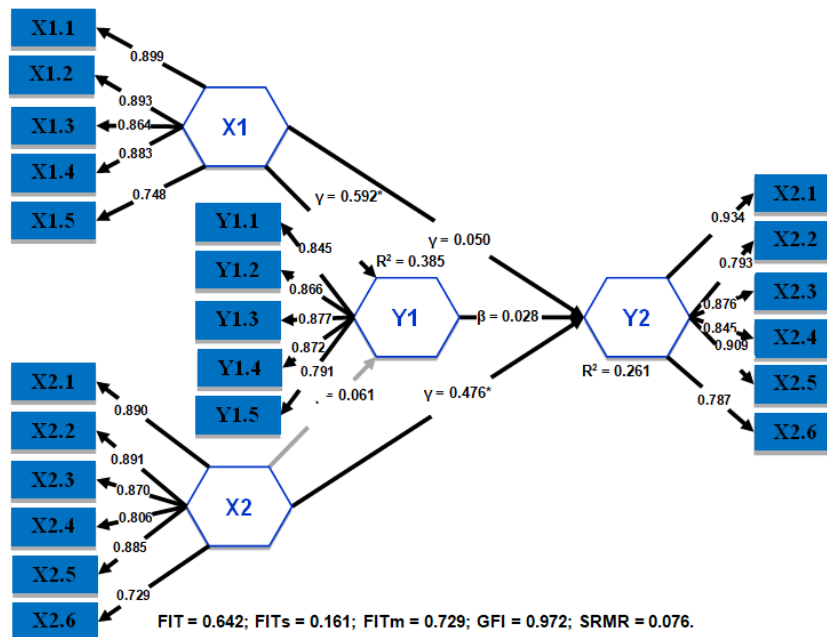 X1.1
0.899
X1.2
0.893
X1.3
0.864
X1.4
0.883
X1.5
0.748
X1
γ = 0.592*
γ = 0.050
Y1.1
0.845
Y1.2
0.866
Y1.3
0.877
Y1.4
0.872
Y1.5
0.791
R² = 0.385
Y1
β = 0.028
= 0.061
γ = 0.476*
X2.1
0.890
X2.2
0.891
X2.3
0.870
X2.4
0.806
X2.5
0.885
X2.6
0.729
X2
Y2
R² = 0.261
X2.1
0.934
X2.2
0.793
X2.3
0.876
X2.4
0.845
X2.5
0.909
X2.6
0.787
FIT = 0.642; FITs = 0.161; FITm = 0.729; GFI = 0.972; SRMR = 0.076.